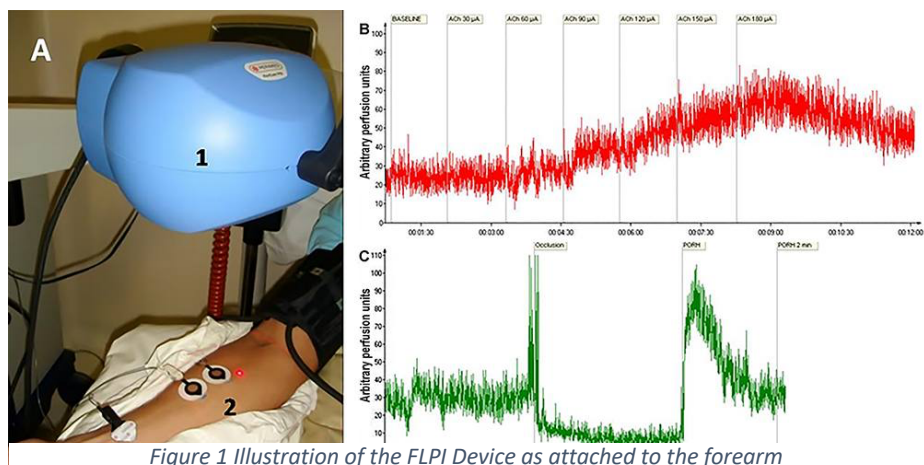 A
1
2
B
BASELINE ACh 30 µA ACh 60 µA ACh 90 µA ACh 120 µA ACh 150 µA ACh 180 µA
Arbitrary perfusion units
100
90
80
70
60
50
40
30
20
10
0
00:01:30 00:03:00 00:04:30 00:06:00 00:07:30 00:09:00 00:10:30 00:12:00
C
Occlusion PORH PORH 2 min
Arbitrary perfusion units
110
100
90
80
70
60
50
40
30
20
10
Figure 1 Illustration of the FLPI Device as attached to the forearm